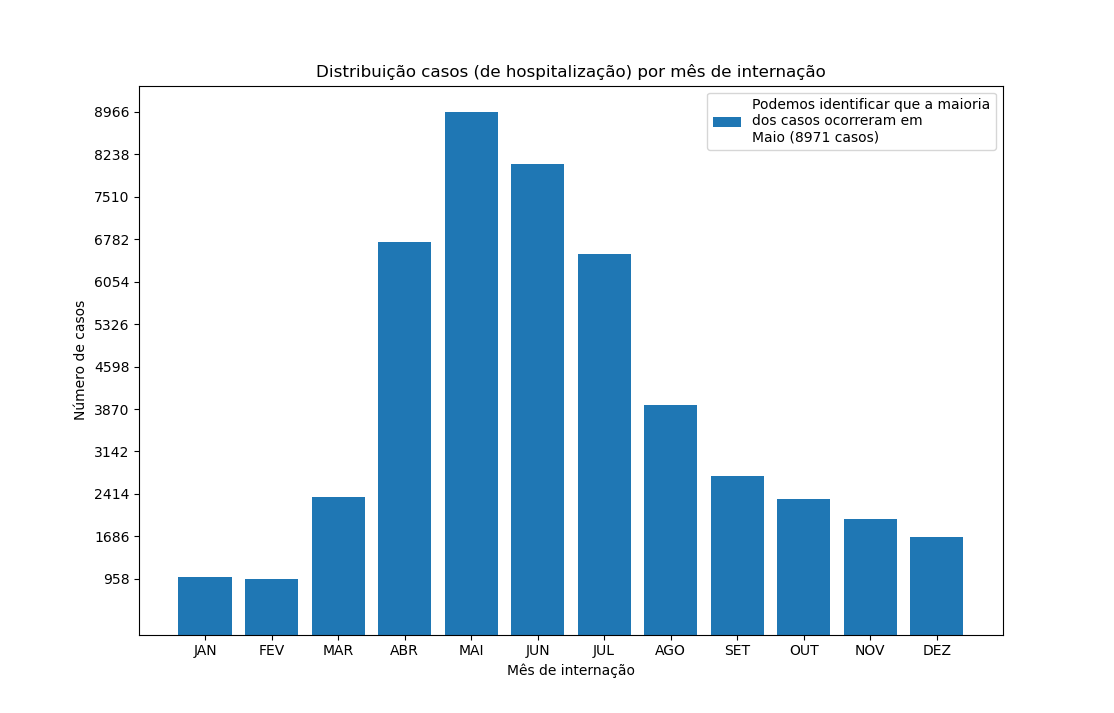 Distribuição casos (de hospitalização) por mês de internação
Podemos identificar que a maioria
dos casos ocorreram em
Maio (8971 casos)
8966
8238
7510
6782
6054
5326
4598
3870
3142
2414
1686
958
Número de casos
JAN FEV MAR ABR MAI JUN JUL AGO SET OUT NOV DEZ
Mês de internação